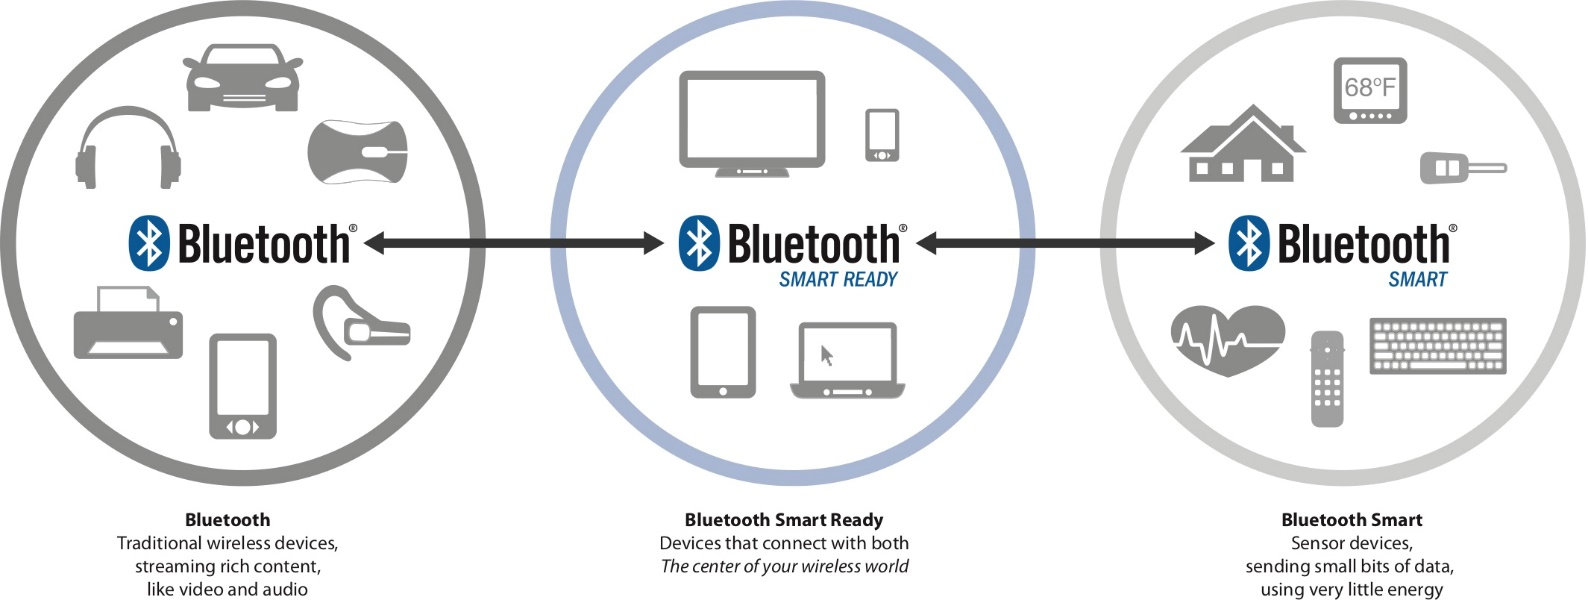 68°F
Bluetooth®
Bluetooth®
SMART READY
Bluetooth®
SMART
Bluetooth
Traditional wireless devices,
streaming rich content,
like video and audio
Bluetooth Smart Ready
Devices that connect with both
The center of your wireless world
Bluetooth Smart
Sensor devices,
sending small bits of data,
using very little energy